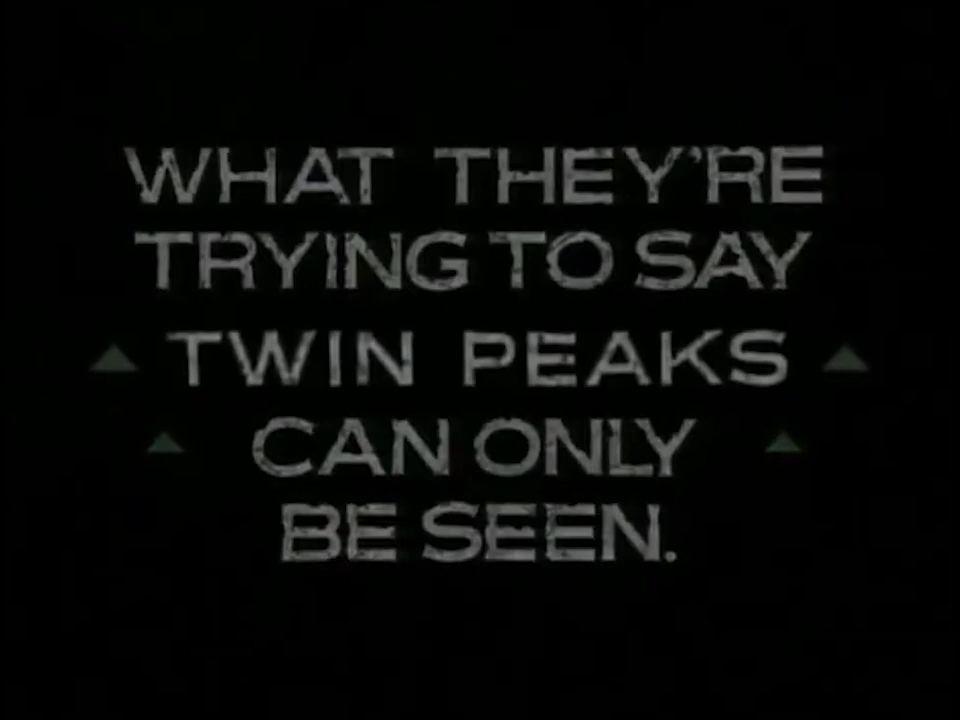 WHAT THEY'RE
TRYING TO SAY
TWIN PEAKS
CAN ONLY
BE SEEN.